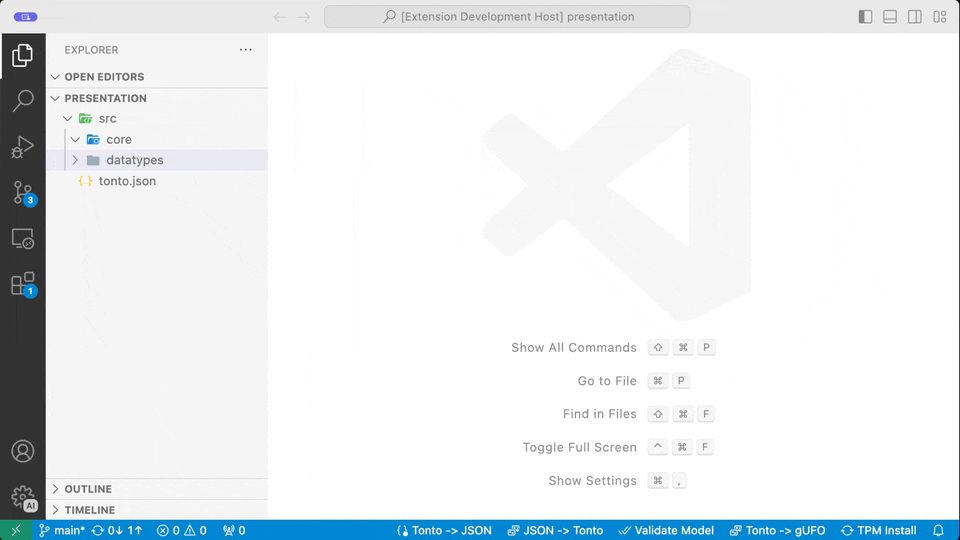 [Extension Development Host] presentation
EXPLORER
OPEN EDITORS
PRESENTATION
src
core
datatypes
{..} tonto.json
Show All Commands ⇧ ⌘ P
Go to File ⌘ P
Find in Files ⇧ ⌘ F
Toggle Full Screen ^ ⌘ F
Show Settings ⌘ ,
3
1
AI
OUTLINE
TIMELINE
main* 0↓ 1↑ 0 0 0 Tonto -> JSON JSON -> Tonto Validate Model Tonto -> gUFO TPM Install